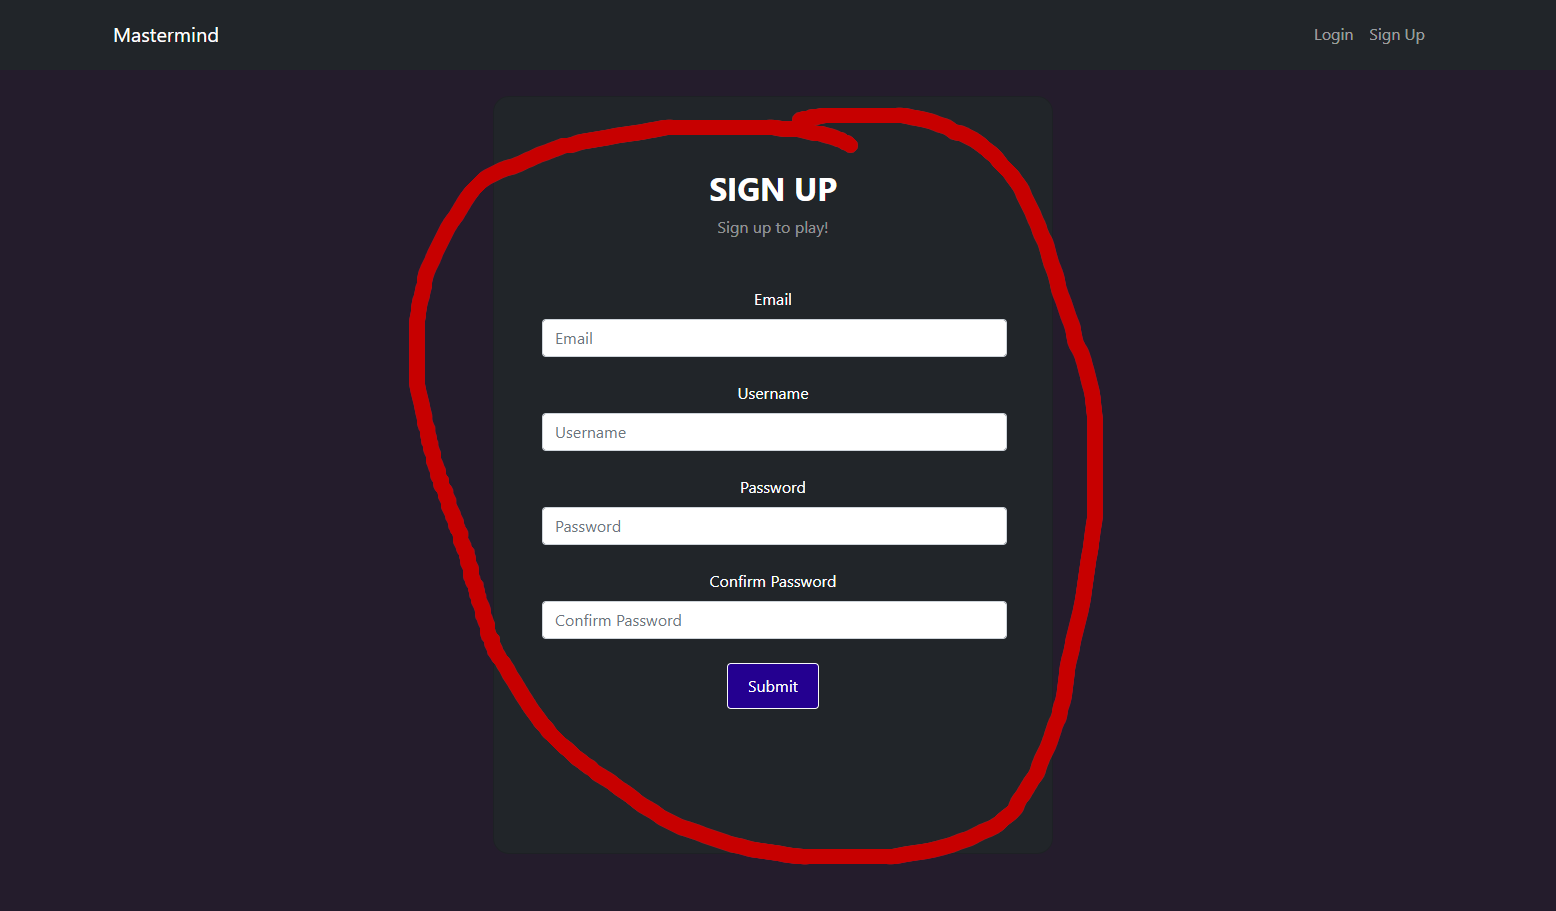 Mastermind
Login Sign Up
SIGN UP
Sign up to play!
Email
Email
Username
Username
Password
Password
Confirm Password
Confirm Password
Submit